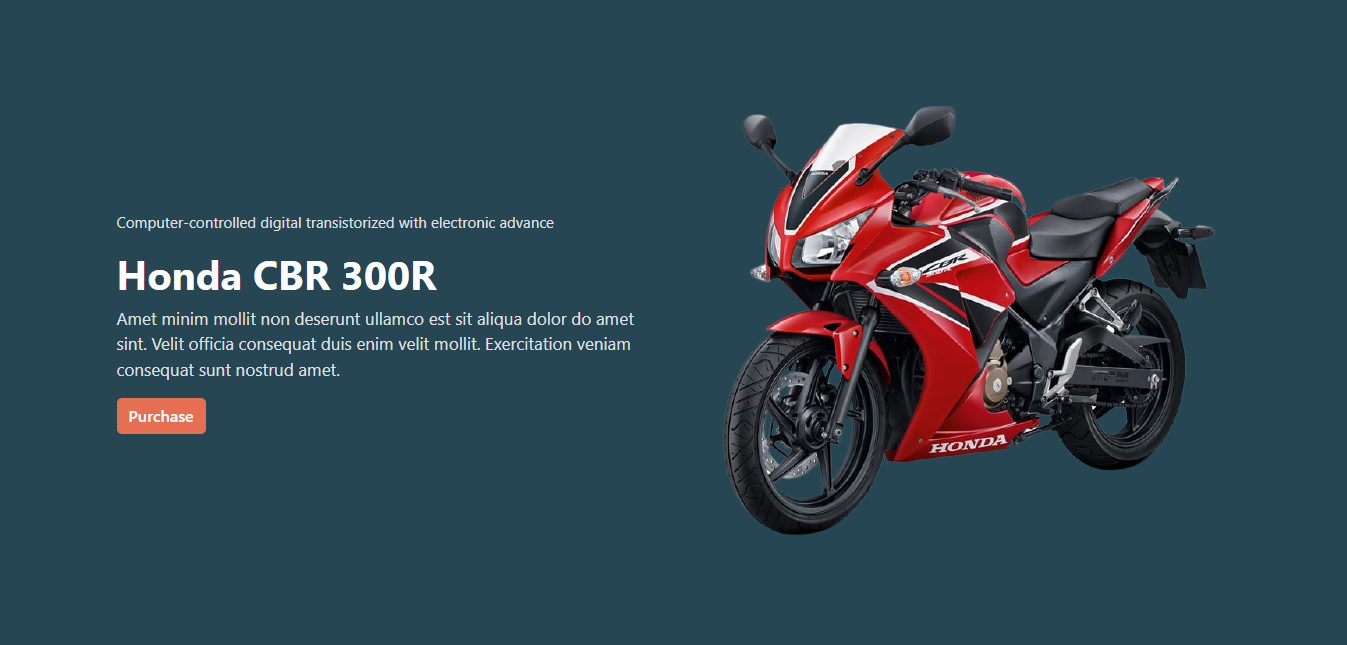 Computer-controlled digital transistorized with electronic advance
Honda CBR 300R
Amet minim mollit non deserunt ullamco est sit aliqua dolor do amet
sint. Velit officia consequat duis enim velit mollit. Exercitation veniam
consequat sunt nostrud amet.
Purchase
HONDA
CBR
HONDA